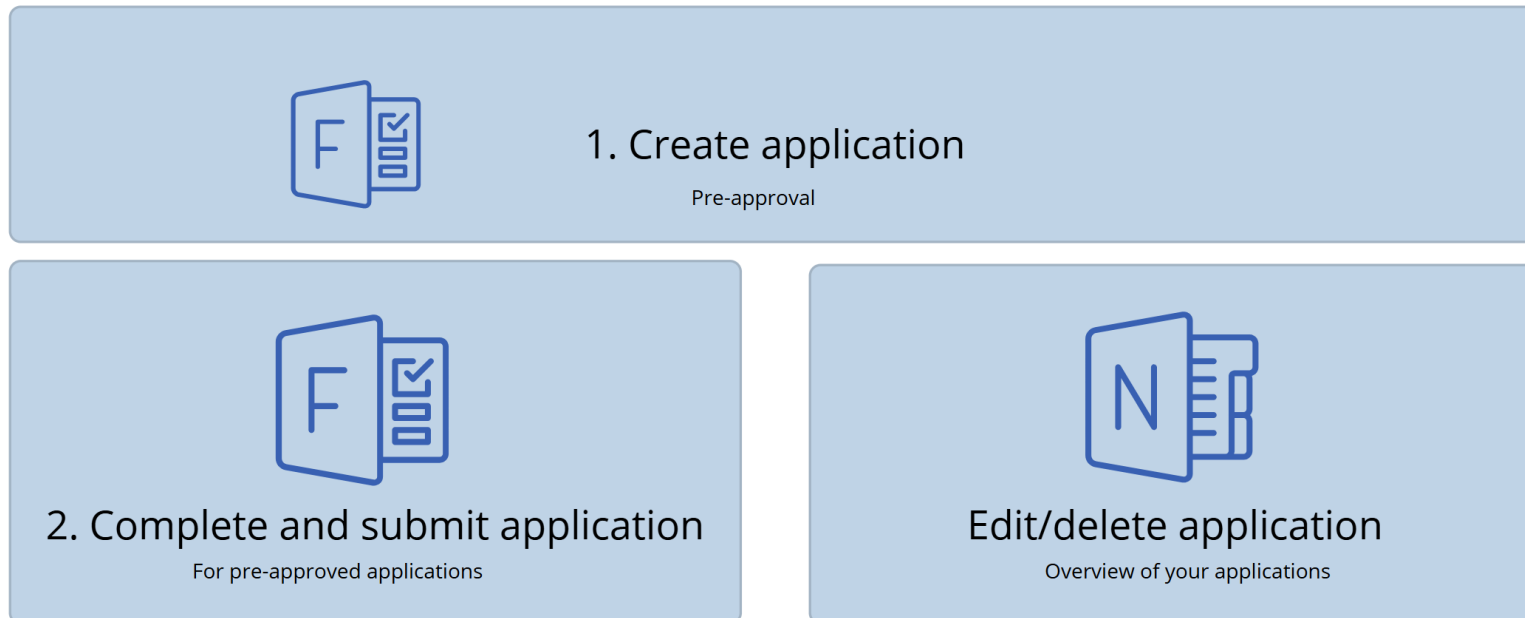 F
1. Create application
Pre-approval
F
2. Complete and submit application
For pre-approved applications
N
Edit/delete application
Overview of your applications